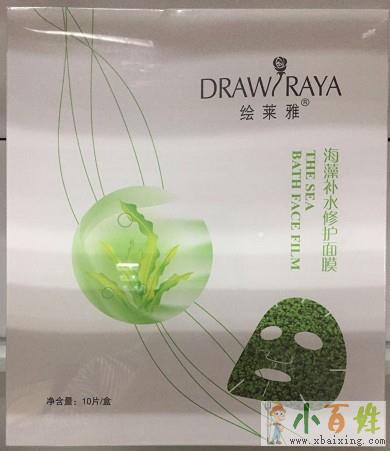 DRAWRAYA
绘莱雅®
海藻补水修护面膜
THE SEA
BATH FACE FILM
净含量：10片/盒
小百姓
www.xbaixing.com